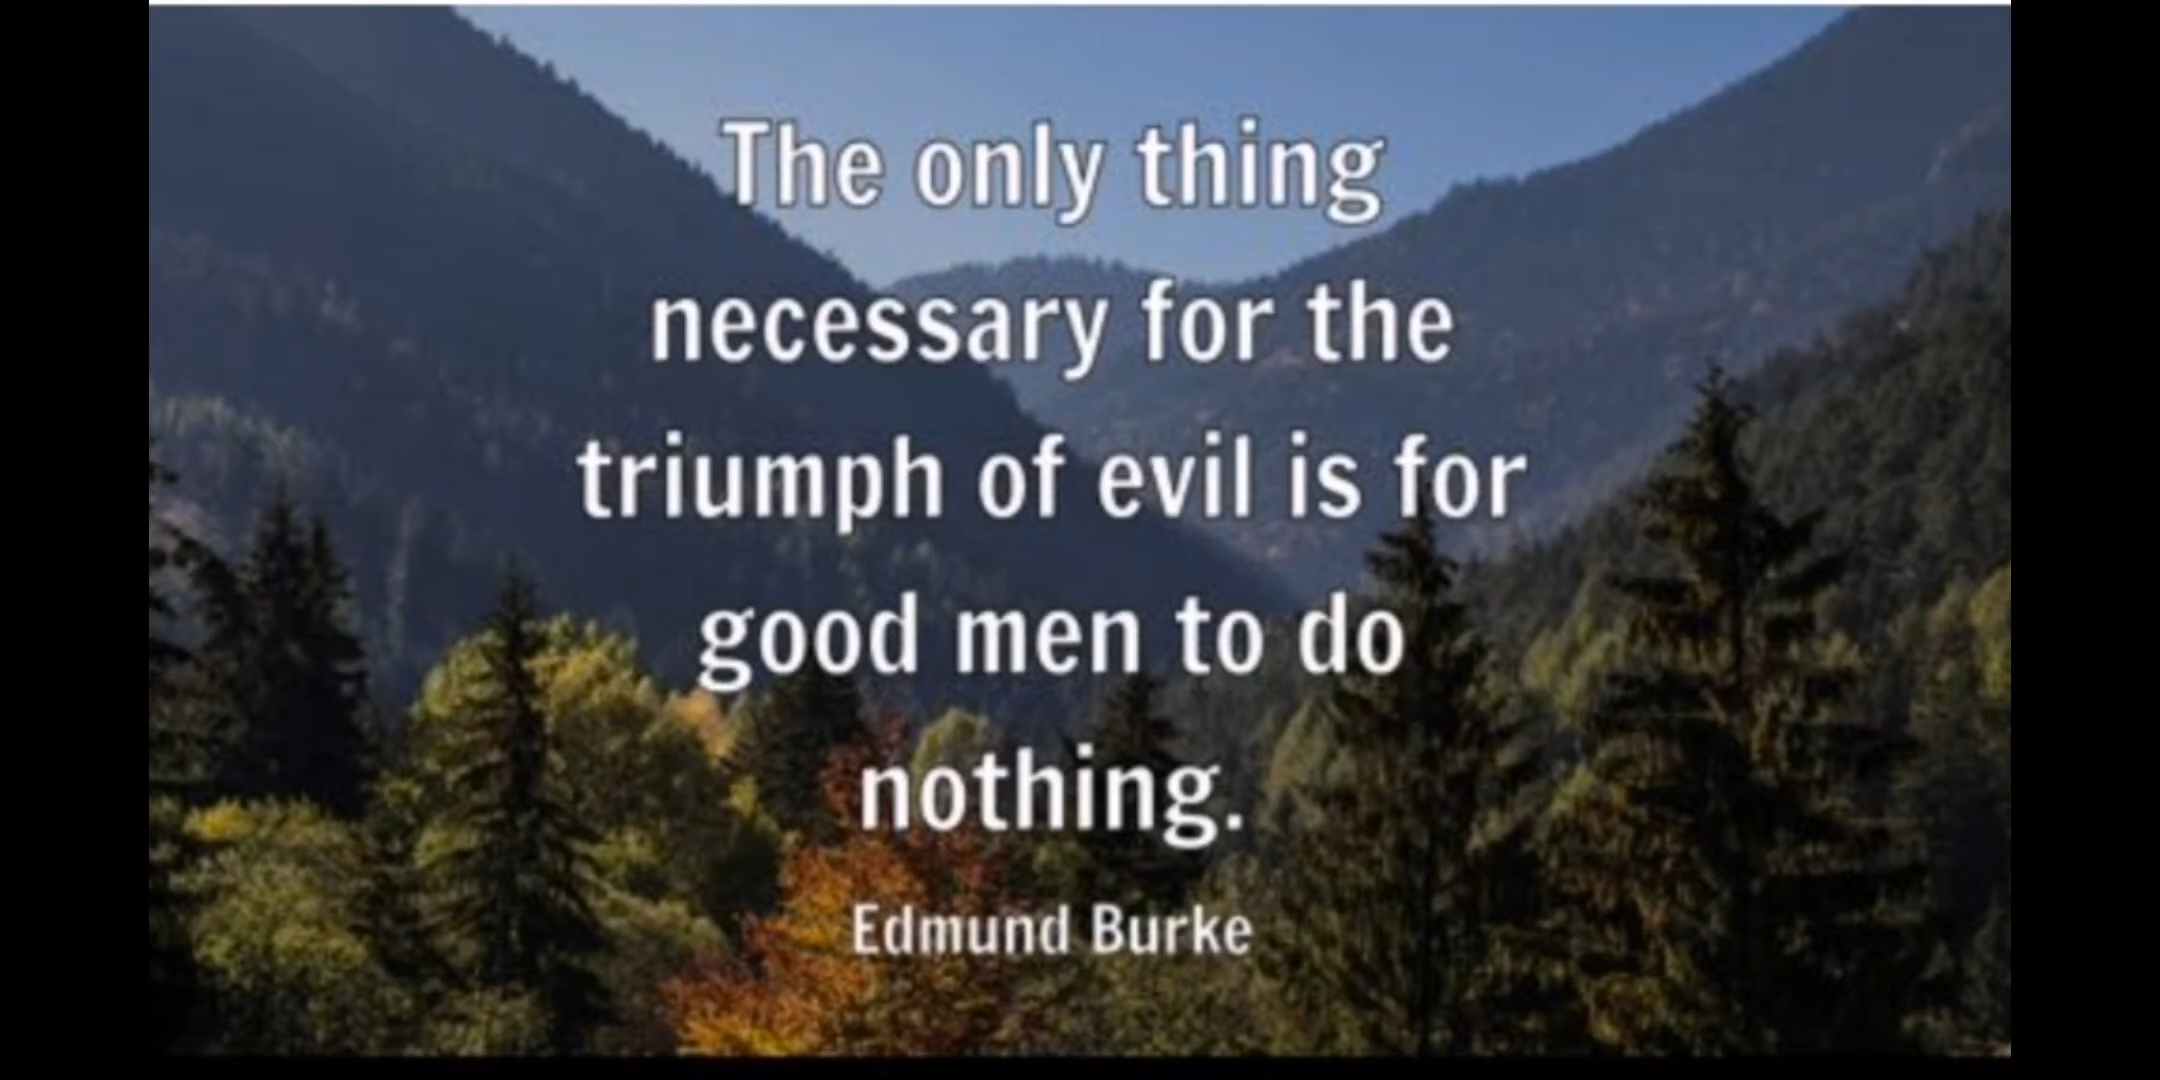 The only thing
necessary for the
triumph of evil is for
good men to do
nothing.
Edmund Burke